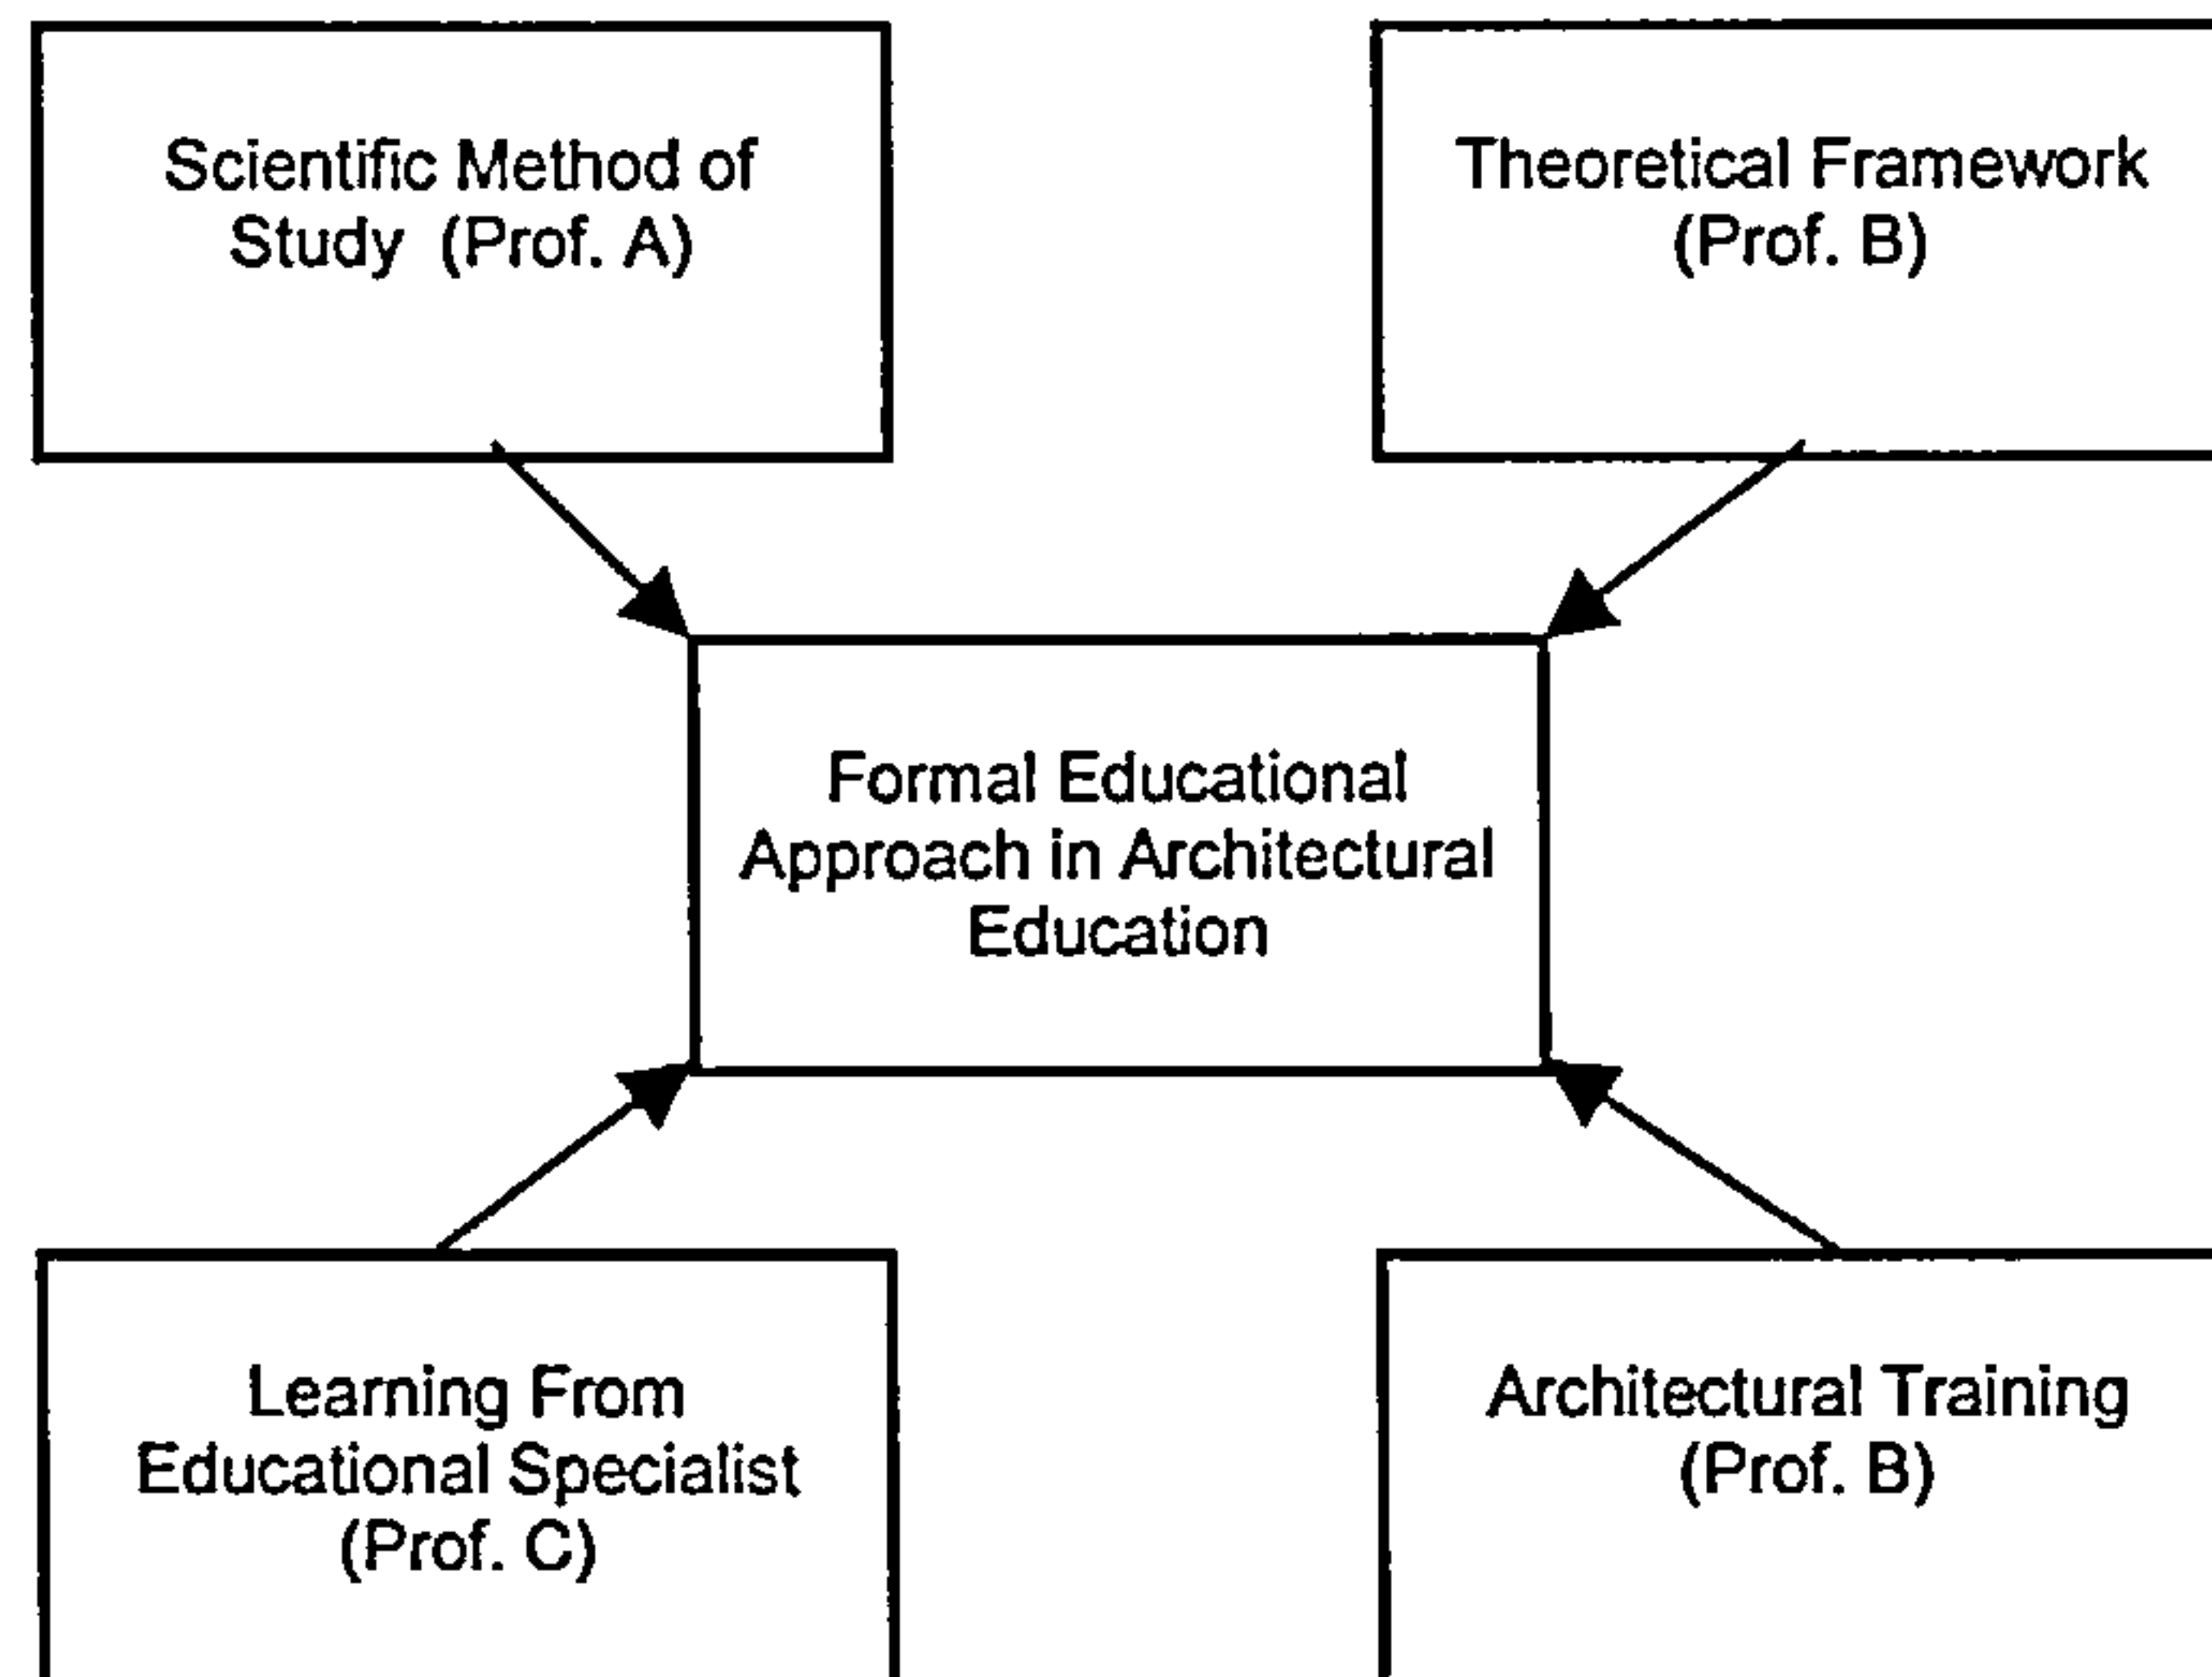 Scientific Method of
Study (Prof. A)
Theoretical Framework
(Prof. B)
Formal Educational
Approach in Architectural
Education
Learning From
Educational Specialist
(Prof. C)
Architectural Training
(Prof. B)